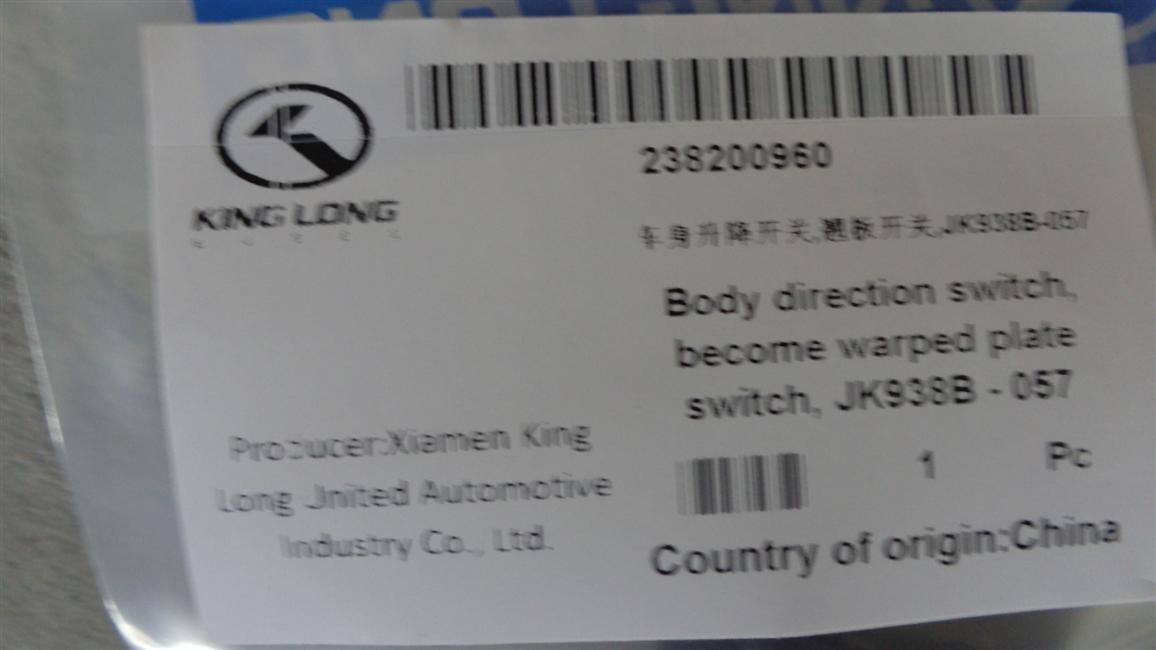 KING LONG
238200960
车身升降开关,翘板开关,JK938B-057
Body direction switch,
become warped plate
switch, JK938B - 057
Producer:Xiamen King
Long United Automotive
Industry Co., Ltd.
1 Pc
Country of origin:China